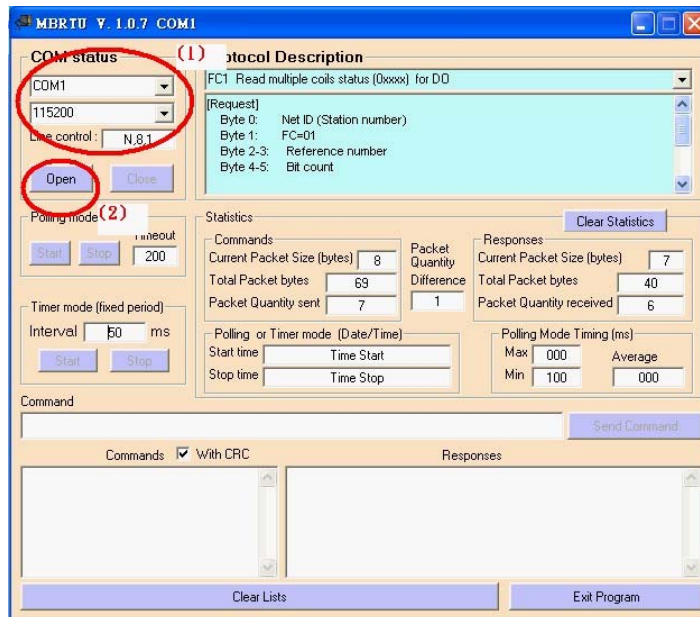 MBRTU V. 1.0.7 COM1
COM status
(1)
COM1
115200
Line control : N,8,1
Open
Close
(2)
otocol Description
FC1 Read multiple coils status (0xxxx) for DO
[Request]
Byte 0: Net ID (Station number)
Byte 1: FC=01
Byte 2-3: Reference number
Byte 4-5: Bit count
Polling mode
Timeout
Start
Stop
200
Timer mode (fixed period)
Interval 50 ms
Start
Stop
Statistics
Clear Statistics
Commands
Current Packet Size (bytes) 8
Total Packet bytes 69
Packet Quantity sent 7
Packet
Quantity
Difference
1
Responses
Current Packet Size (bytes) 7
Total Packet bytes 40
Packet Quantity received 6
Polling or Timer mode (Date/Time)
Start time Time Start
Stop time Time Stop
Polling Mode Timing (ms)
Max 000
Min 100
Average
000
Command
Send Command
Commands
With CRC
Responses
Clear Lists
Exit Program